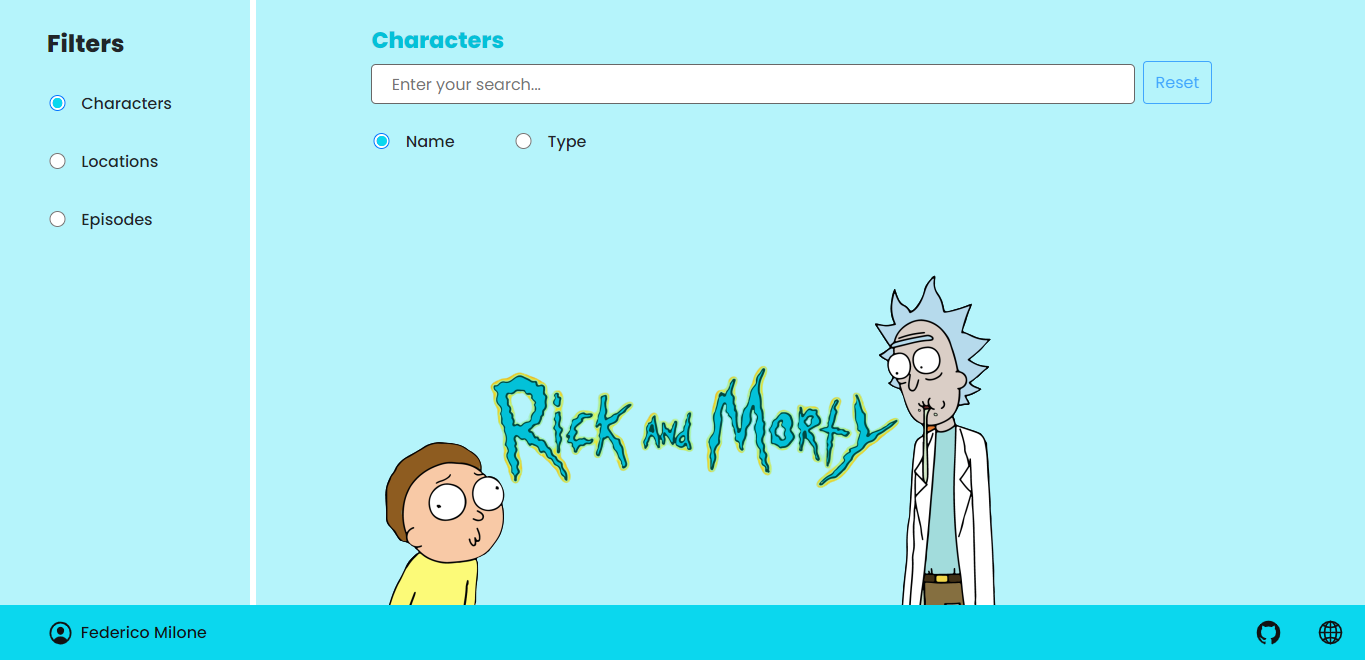 Filters
Characters
Locations
Episodes
Characters
Enter your search...
Reset
Name
Type
Rick and Morty
Federico Milone